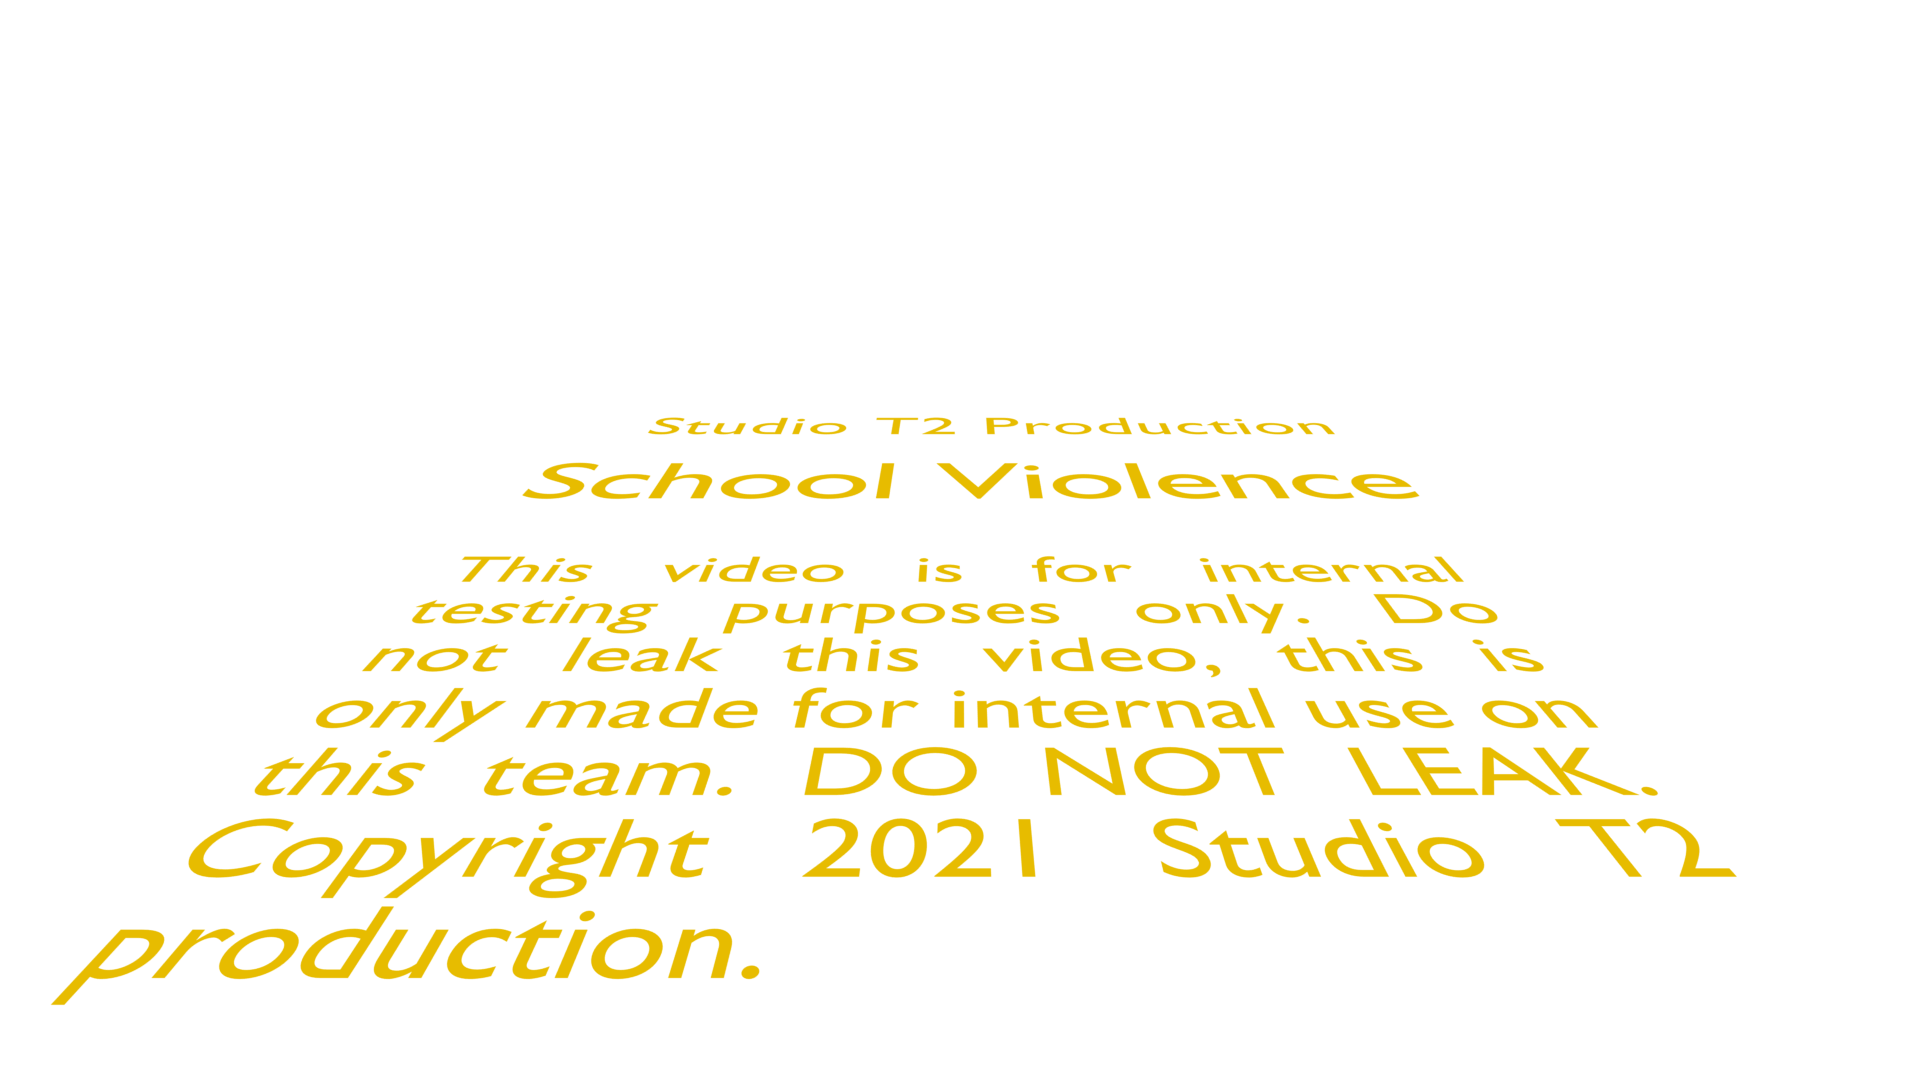 Studio T2 Production
School Violence
This video is for internal
testing purposes only. Do
not leak this video, this is
only made for internal use on
this team. DO NOT LEAK.
Copyright 2021 Studio T2
production.